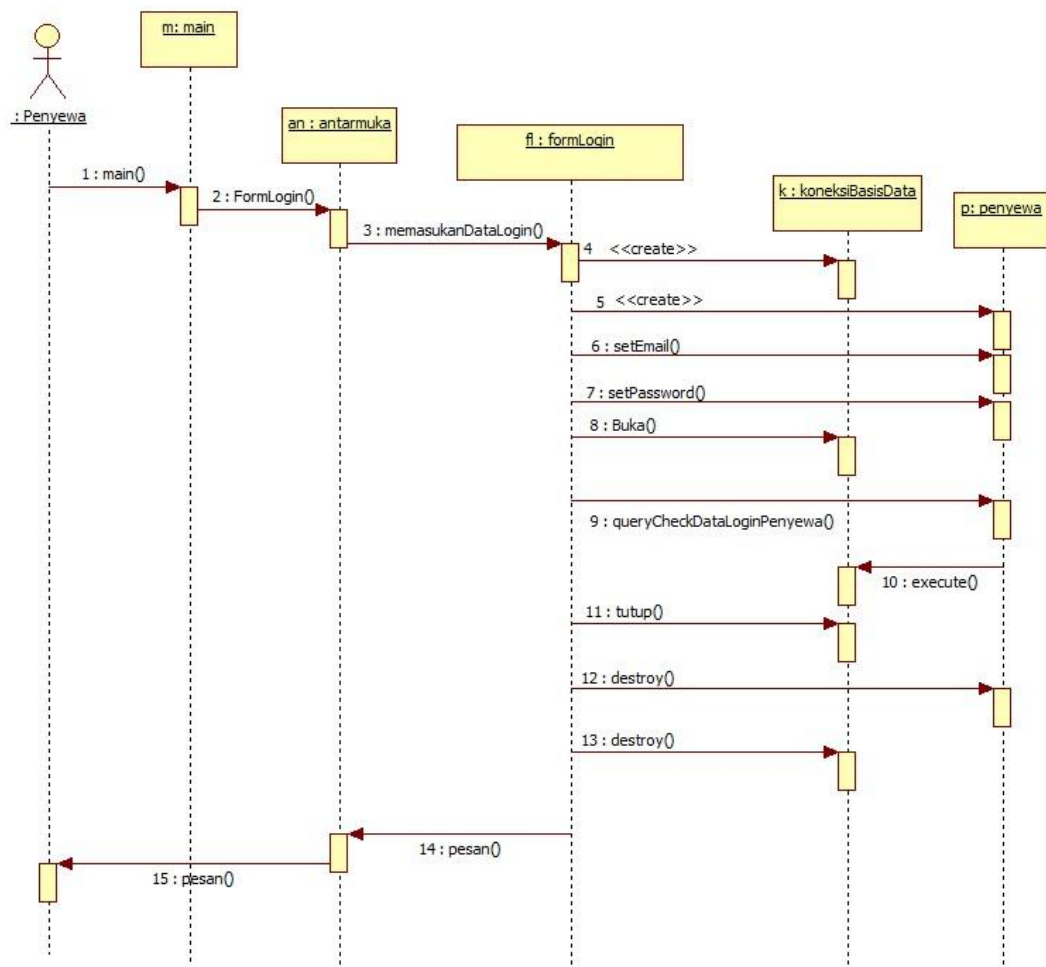 m: main
: Penyewa
an : antarmuka
fl : formLogin
k : koneksiBasisData
p: penyewa
1 : main()
2 : FormLogin()
3 : memasukanDataLogin()
4 <<create>>
5 <<create>>
6 : setEmail()
7 : setPassword()
8 : Buka()
9 : queryCheckDataLoginPenyewa()
10 : execute()
11 : tutup()
12 : destroy()
13 : destroy()
14 : pesan()
15 : pesan()